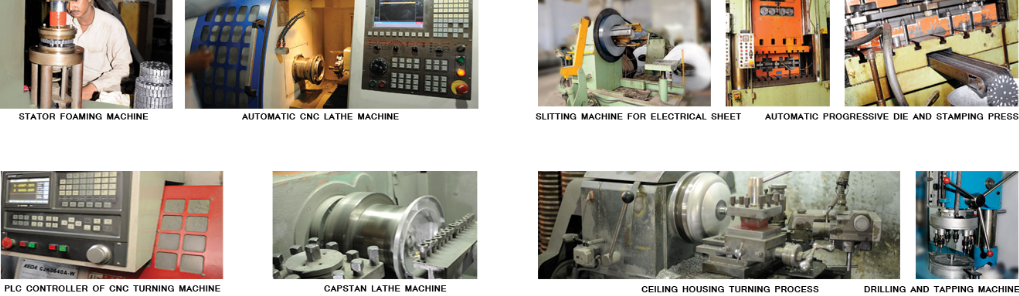 STATOR FOAMING MACHINE
AUTOMATIC CNC LATHE MACHINE
SLITTING MACHINE FOR ELECTRICAL SHEET
AUTOMATIC PROGRESSIVE DIE AND STAMPING PRESS
PLC CONTROLLER OF CNC TURNING MACHINE
CAPSTAN LATHE MACHINE
CEILING HOUSING TURNING PROCESS
DRILLING AND TAPPING MACHINE